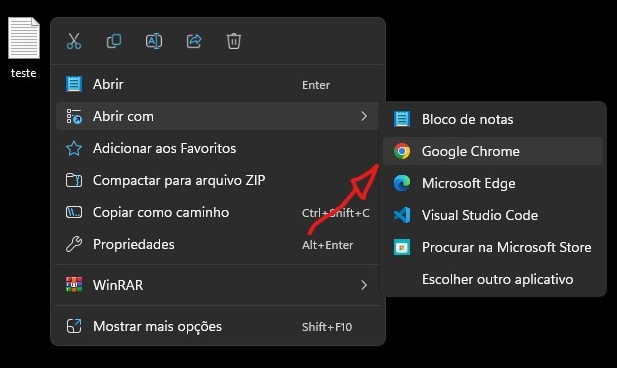 teste
Abrir Enter
Abrir com
Adicionar aos Favoritos
Compactar para arquivo ZIP
Copiar como caminho Ctrl+Shift+C
Propriedades Alt+Enter
WinRAR
Mostrar mais opções Shift+F10
Bloco de notas
Google Chrome
Microsoft Edge
Visual Studio Code
Procurar na Microsoft Store
Escolher outro aplicativo